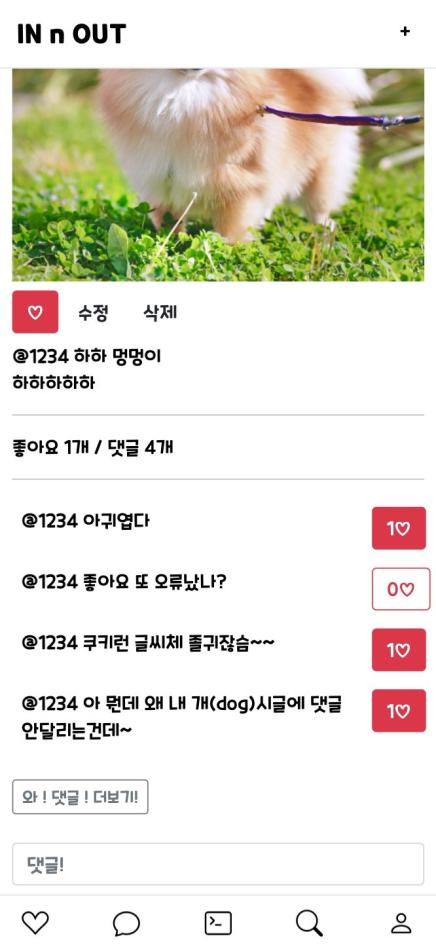 IN n OUT
+
수정 삭제
@1234 하하 멍멍이
하하하하하
좋아요 1개 / 댓글 4개
@1234 아귀엽다
1♡
@1234 좋아요 또 오류났나?
0♡
@1234 쿠키런 글씨체 졸귀잖슴~~
1♡
@1234 아 뭔데 왜 내 개(dog)시글에 댓글
안달리는건데~
1♡
와 ! 댓글 ! 더보기!
댓글!